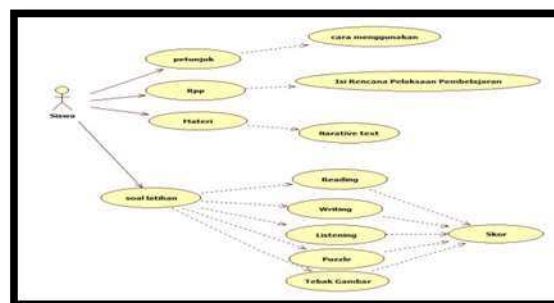 cara menggunakan
petunjuk
Rpp
Isi Rencana Pelaksaan Pembelajaran
Siswa
Materi
Narative text
Reading
soal latihan
Writing
Listening
Skor
Puzzle
Tebak Gambar